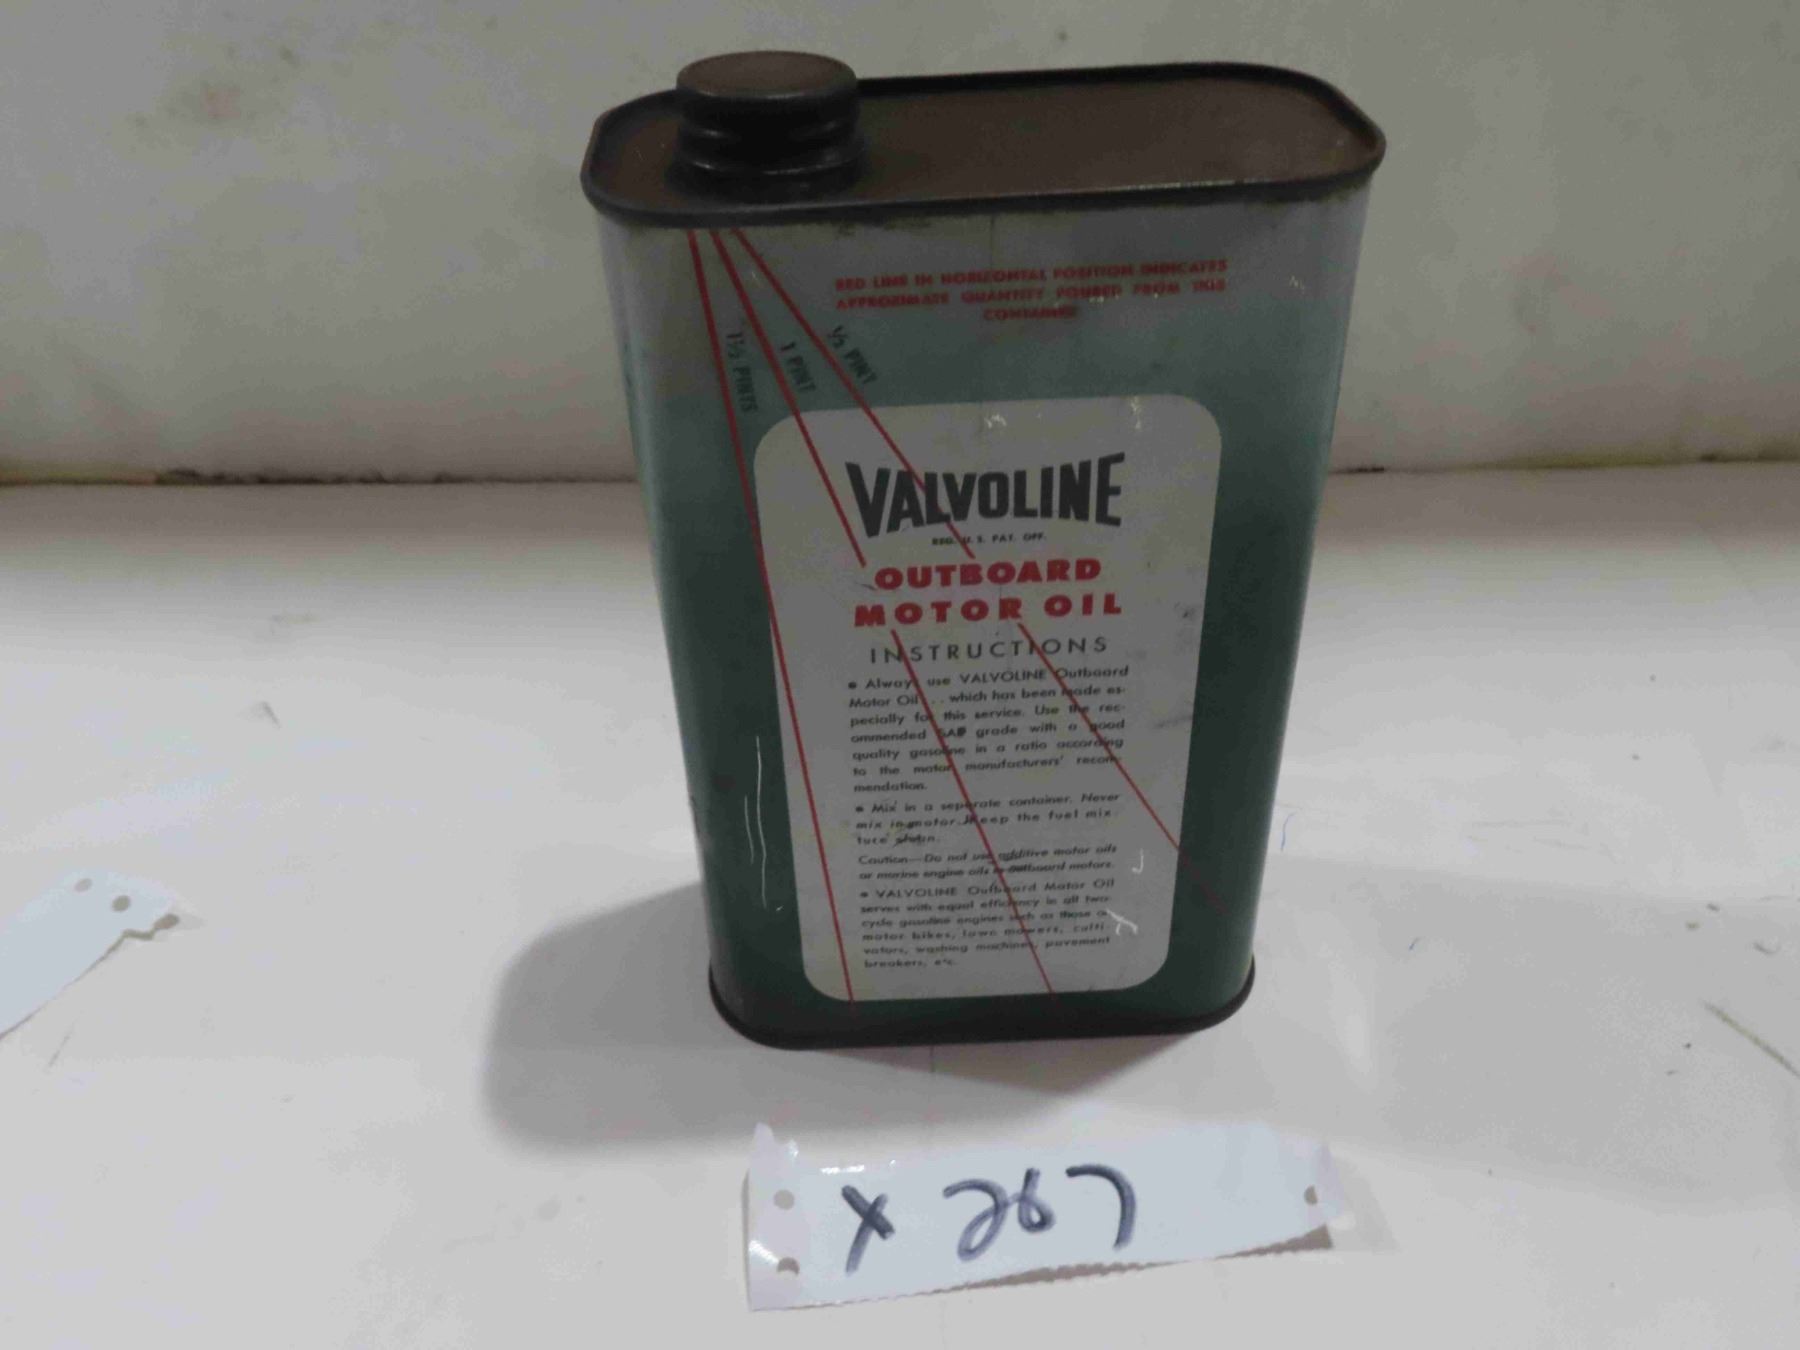 RED LINE IN HORIZONTAL POSITION INDICATES
APPROXIMATE QUANTITY POURED FROM THIS
CONTAINER
1½ PINTS
1 PINT
½ PINT
VALVOLINE
REG. U. S. PAT. OFF.
OUTBOARD
MOTOR OIL
INSTRUCTIONS
• Always use VALVOLINE Outboard
Motor Oil . . . which has been made es-
pecially for this service. Use the rec-
ommended SAE grade with a good
quality gasoline in a ratio according
to the motor manufacturers' recom-
mendation.
• Mix in a separate container. Never
mix in motor. Keep the fuel mix-
ture clean.
Caution—Do not use additive motor oils
or marine engine oils in outboard motors.
• VALVOLINE Outboard Motor Oil
serves with equal efficiency in all two-
cycle gasoline engines such as those on
motor bikes, lawn mowers, culti-
vators, washing machines, pavement
breakers, etc.
X 267